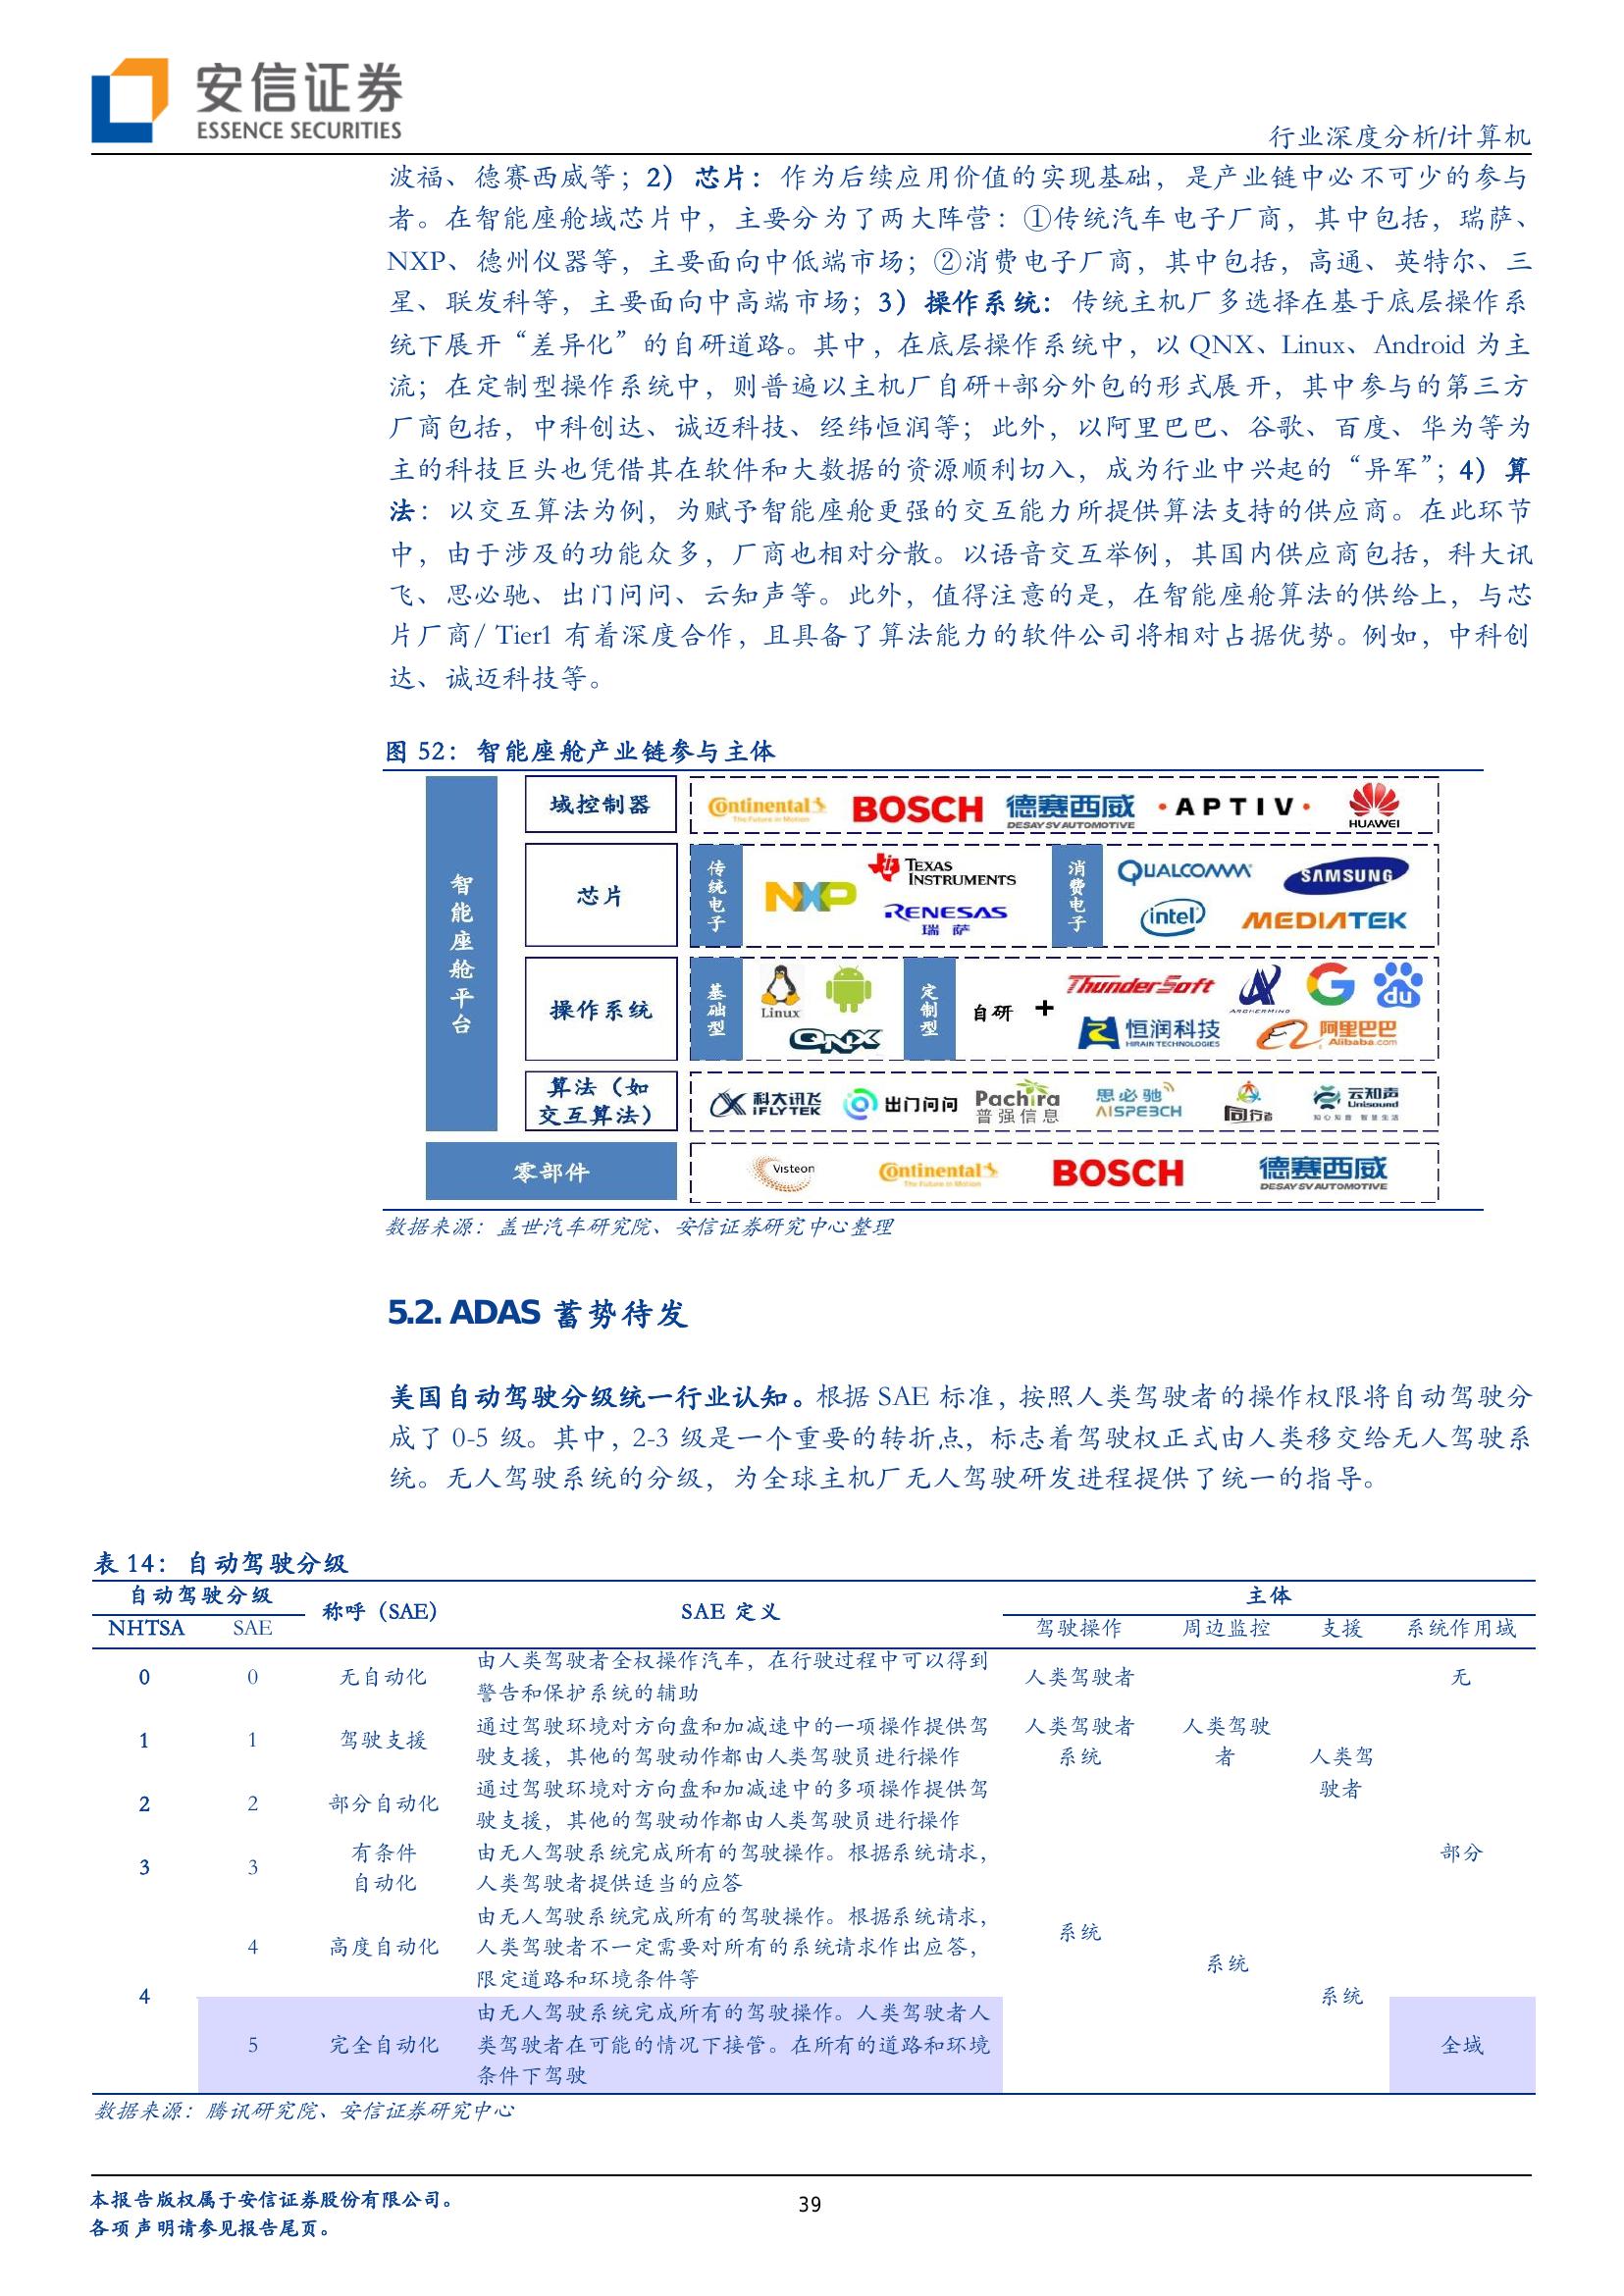 安信证券
ESSENCE SECURITIES
行业深度分析/计算机
波福、德赛西威等；2）芯片：作为后续应用价值的实现基础，是产业链中必不可少的参与
者。在智能座舱域芯片中，主要分为了两大阵营：①传统汽车电子厂商，其中包括，瑞萨、
NXP、德州仪器等，主要面向中低端市场；②消费电子厂商，其中包括，高通、英特尔、三
星、联发科等，主要面向中高端市场；3）操作系统：传统主机厂多选择在基于底层操作系
统下展开“差异化”的自研道路。其中，在底层操作系统中，以 QNX、Linux、Android 为主
流；在定制型操作系统中，则普遍以主机厂自研+部分外包的形式展开，其中参与的第三方
厂商包括，中科创达、诚迈科技、经纬恒润等；此外，以阿里巴巴、谷歌、百度、华为等为
主的科技巨头也凭借其在软件和大数据的资源顺利切入，成为行业中兴起的“异军”；4）算
法：以交互算法为例，为赋予智能座舱更强的交互能力所提供算法支持的供应商。在此环节
中，由于涉及的功能众多，厂商也相对分散。以语音交互举例，其国内供应商包括，科大讯
飞、思必驰、出门问问、云知声等。此外，值得注意的是，在智能座舱算法的供给上，与芯
片厂商/ Tier1 有着深度合作，且具备了算法能力的软件公司将相对占据优势。例如，中科创
达、诚迈科技等。
图 52：智能座舱产业链参与主体
智能座舱平台
域控制器
Continental The Future in Motion BOSCH 德赛西威 DESAY SV AUTOMOTIVE APTIV HUAWEI
芯片
传统电子
NXP TEXAS INSTRUMENTS RENESAS 瑞萨
消费电子
QUALCOMM SAMSUNG intel MEDIATEK
操作系统
基础型
Linux QNX
定制型
自研 + ThunderSoft ARCHERMIND G Baidu du
恒润科技 HIRAIN TECHNOLOGIES 阿里巴巴 Alibaba.com
算法（如
交互算法）
科大讯飞 iFLYTEK 出门问问 Pachira 普强信息 思必驰 AISPEECH 同行者 云知声 Unisound 知心知意 智慧生活
零部件
Visteon Continental The Future in Motion BOSCH 德赛西威 DESAY SV AUTOMOTIVE
数据来源：盖世汽车研究院、安信证券研究中心整理
5.2. ADAS 蓄势待发
美国自动驾驶分级统一行业认知。根据 SAE 标准，按照人类驾驶者的操作权限将自动驾驶分
成了 0-5 级。其中，2-3 级是一个重要的转折点，标志着驾驶权正式由人类移交给无人驾驶系
统。无人驾驶系统的分级，为全球主机厂无人驾驶研发进程提供了统一的指导。
表 14：自动驾驶分级
自动驾驶分级 称呼（SAE） SAE 定义 主体
NHTSA SAE 驾驶操作 周边监控 支援 系统作用域
0 0 无自动化 由人类驾驶者全权操作汽车，在行驶过程中可以得到
警告和保护系统的辅助 人类驾驶者 无
1 1 驾驶支援 通过驾驶环境对方向盘和加减速中的一项操作提供驾
驶支援，其他的驾驶动作都由人类驾驶员进行操作 人类驾驶者
系统 人类驾驶
者 人类驾
驶者
2 2 部分自动化 通过驾驶环境对方向盘和加减速中的多项操作提供驾
驶支援，其他的驾驶动作都由人类驾驶员进行操作
3 3 有条件
自动化 由无人驾驶系统完成所有的驾驶操作。根据系统请求，
人类驾驶者提供适当的应答 部分
4 4 高度自动化 由无人驾驶系统完成所有的驾驶操作。根据系统请求，
人类驾驶者不一定需要对所有的系统请求作出应答，
限定道路和环境条件等 系统 系统 系统
5 完全自动化 由无人驾驶系统完成所有的驾驶操作。人类驾驶者人
类驾驶者在可能的情况下接管。在所有的道路和环境
条件下驾驶 全域
数据来源：腾讯研究院、安信证券研究中心
本报告版权属于安信证券股份有限公司。
各项声明请参见报告尾页。
39